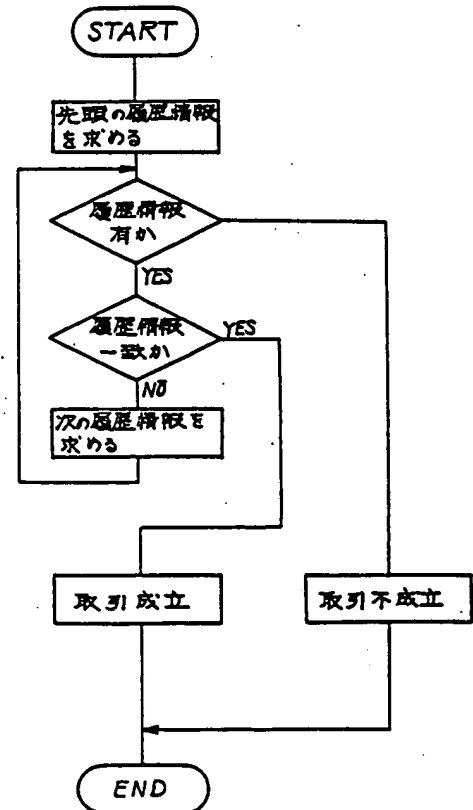 START
先頭の履歴情報
を求める
履歴情報
有か
YES
履歴情報
一致か
YES
NO
次の履歴情報を
求める
取引成立
取引不成立
END